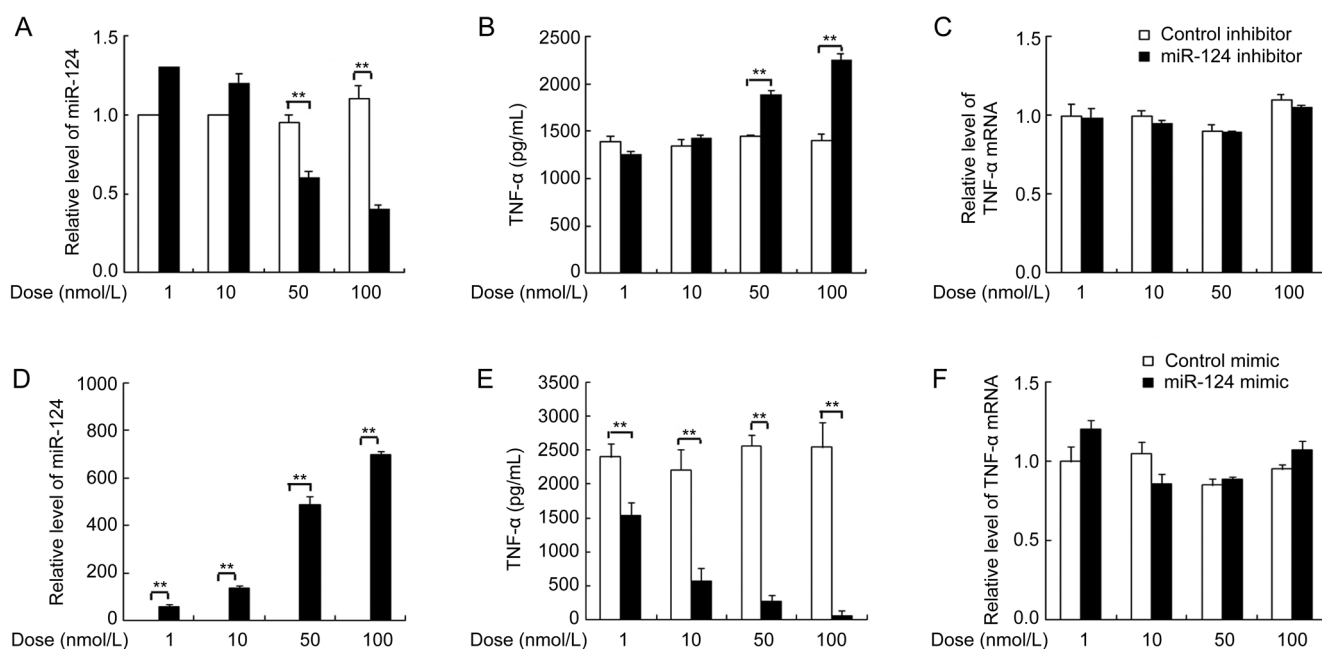 A
Relative level of miR-124
1.5
1.0
0.5
0.0
**
**
Dose (nmol/L)
1
10
50
100
B
TNF-α (pg/mL)
2500
2000
1500
1000
500
0
**
**
Dose (nmol/L)
1
10
50
100
C
Control inhibitor
miR-124 inhibitor
Relative level of
TNF-α mRNA
1.5
1.0
0.5
0.0
Dose (nmol/L)
1
10
50
100
D
Relative level of miR-124
1000
800
600
400
200
0
**
**
**
**
Dose (nmol/L)
1
10
50
100
E
TNF-α (pg/mL)
3500
3000
2500
2000
1500
1000
500
0
**
**
**
**
Dose (nmol/L)
1
10
50
100
F
Control mimic
miR-124 mimic
Relative level of TNF-α mRNA
1.5
1.0
0.5
0.0
Dose (nmol/L)
1
10
50
100